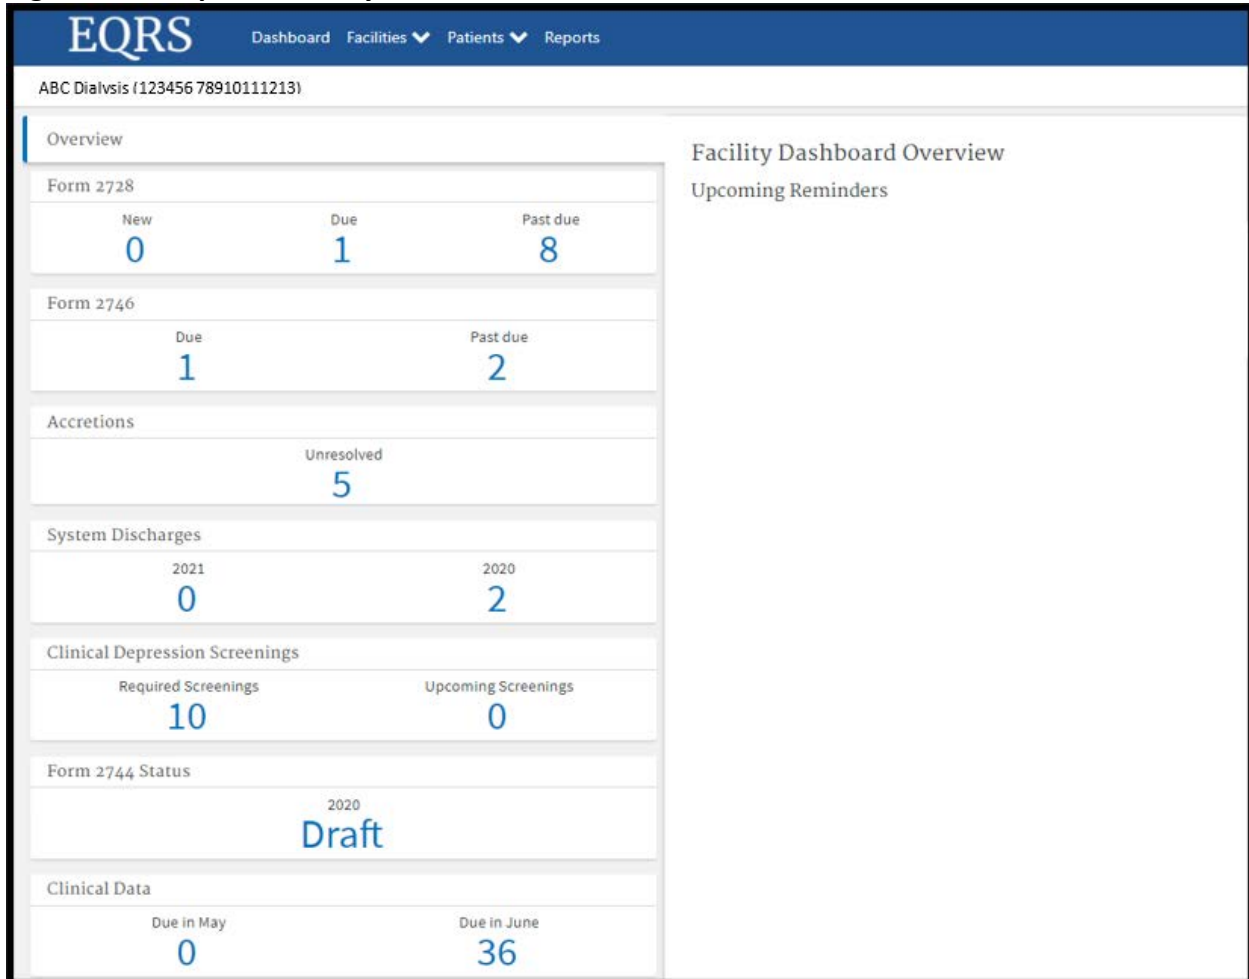 EQRS Dashboard Facilities Patients Reports
ABC Dialysis (123456 78910111213)
Overview
Form 2728
New Due Past due
0 1 8
Form 2746
Due Past due
1 2
Accretions
Unresolved
5
System Discharges
2021 2020
0 2
Clinical Depression Screenings
Required Screenings Upcoming Screenings
10 0
Form 2744 Status
2020
Draft
Clinical Data
Due in May Due in June
0 36
Facility Dashboard Overview
Upcoming Reminders